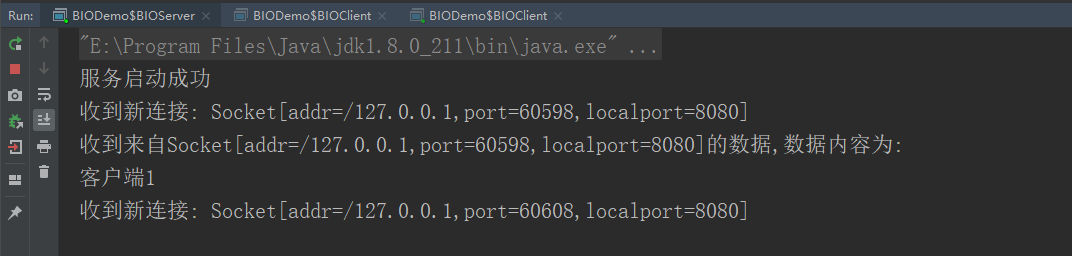 Run: BIODemo$BIOServer × BIODemo$BIOClient × BIODemo$BIOClient ×
"E:\Program Files\Java\jdk1.8.0_211\bin\java.exe" ...
服务启动成功
收到新连接: Socket[addr=/127.0.0.1,port=60598,localport=8080]
收到来自Socket[addr=/127.0.0.1,port=60598,localport=8080]的数据,数据内容为:
客户端1
收到新连接: Socket[addr=/127.0.0.1,port=60608,localport=8080]